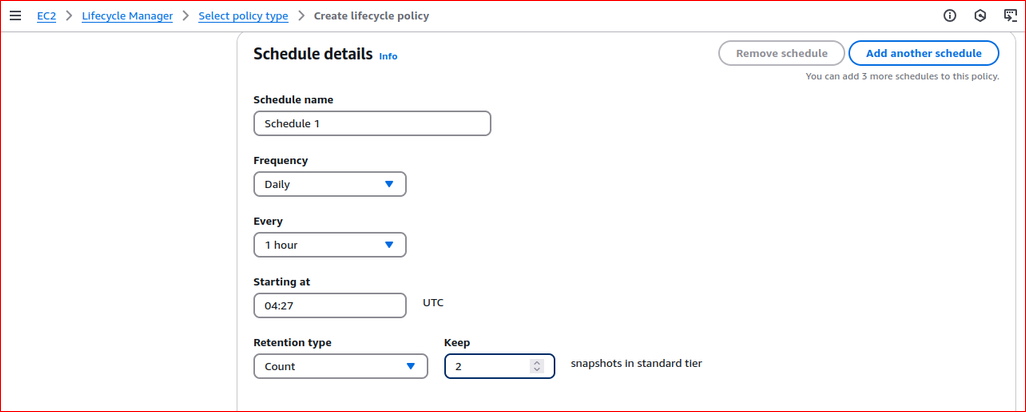 EC2 > Lifecycle Manager > Select policy type > Create lifecycle policy
Schedule details Info Remove schedule Add another schedule
You can add 3 more schedules to this policy.
Schedule name
Schedule 1
Frequency
Daily
Every
1 hour
Starting at
04:27 UTC
Retention type Keep
Count 2 snapshots in standard tier